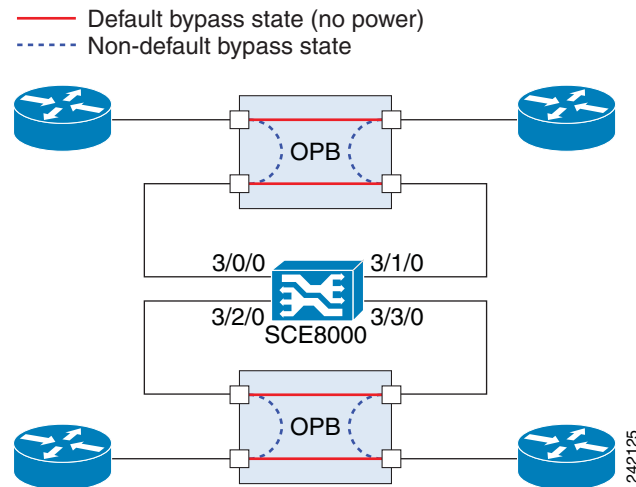 Default bypass state (no power)
Non-default bypass state
OPB
3/0/0 3/1/0
3/2/0 3/3/0
SCE8000
OPB
242125